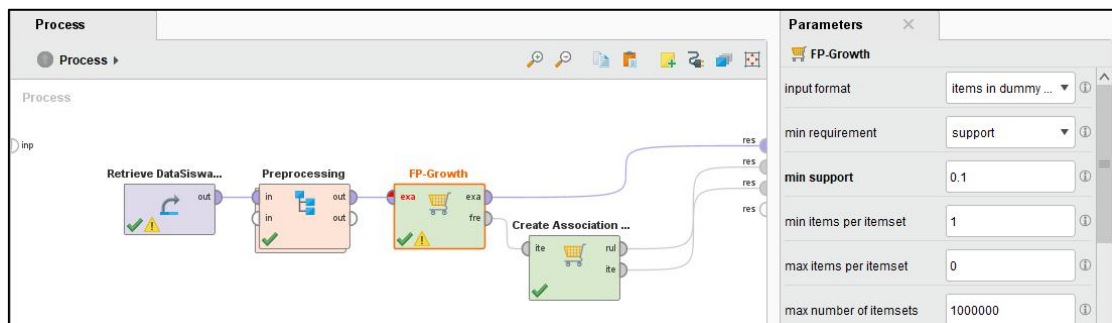 Process
Process
Process
inp
Retrieve DataSiswa...
out
Preprocessing
in
out
in
out
FP-Growth
exa
exa
fre
Create Association ...
ite
rul
ite
res
res
res
res
Parameters
FP-Growth
input format
items in dummy ...
min requirement
support
min support
0.1
min items per itemset
1
max items per itemset
0
max number of itemsets
1000000